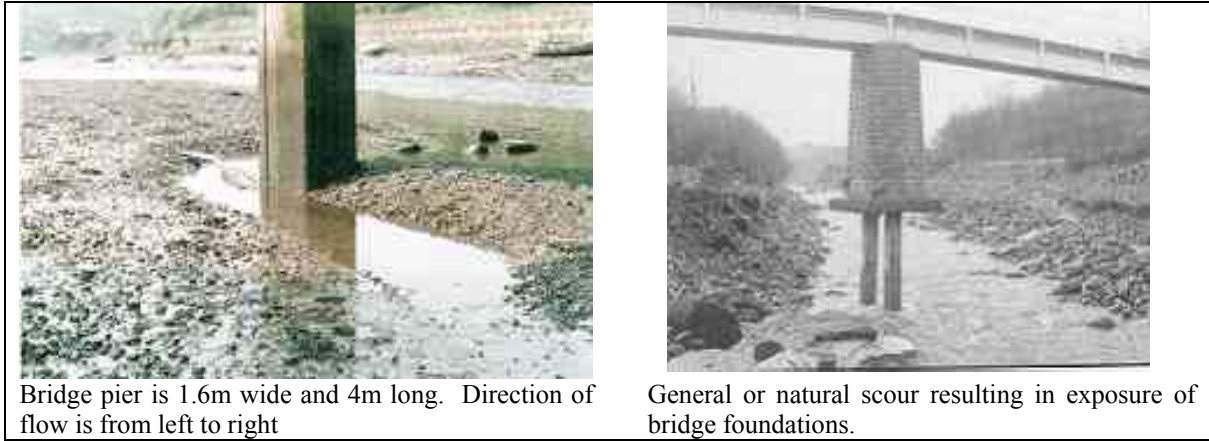 Bridge pier is 1.6m wide and 4m long. Direction of
flow is from left to right
General or natural scour resulting in exposure of
bridge foundations.